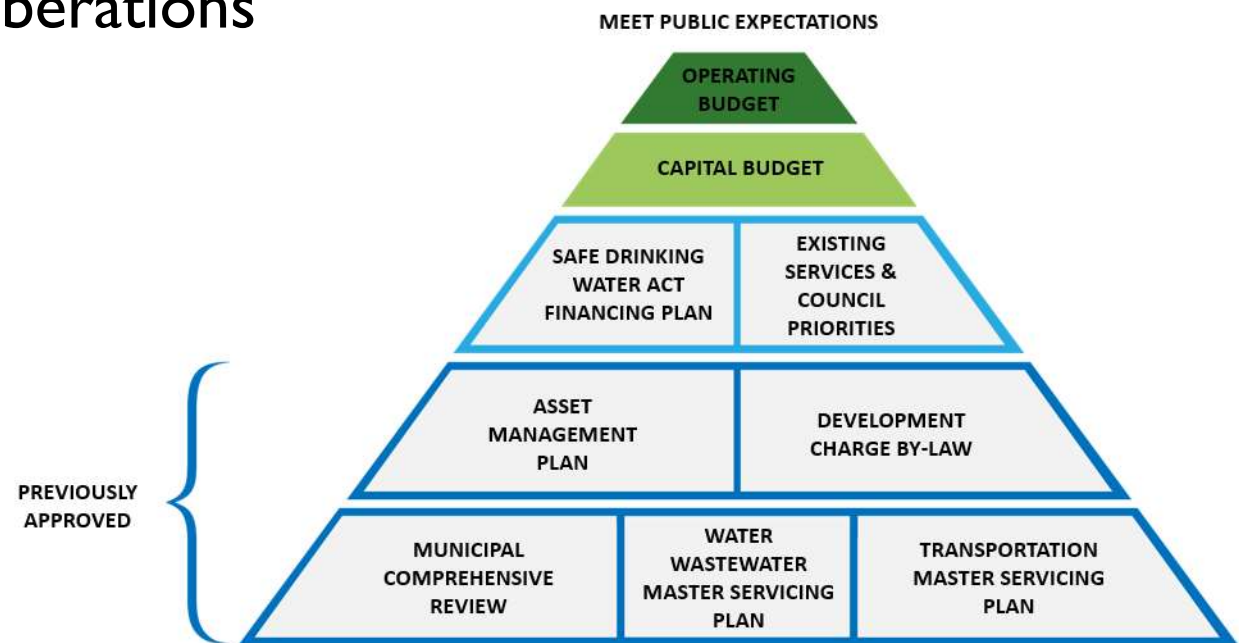 MEET PUBLIC EXPECTATIONS
OPERATING
BUDGET
CAPITAL BUDGET
SAFE DRINKING
WATER ACT
FINANCING PLAN
EXISTING
SERVICES &
COUNCIL
PRIORITIES
ASSET
MANAGEMENT
PLAN
DEVELOPMENT
CHARGE BY-LAW
PREVIOUSLY
APPROVED
MUNICIPAL
COMPREHENSIVE
REVIEW
WATER
WASTEWATER
MASTER SERVICING
PLAN
TRANSPORTATION
MASTER SERVICING
PLAN